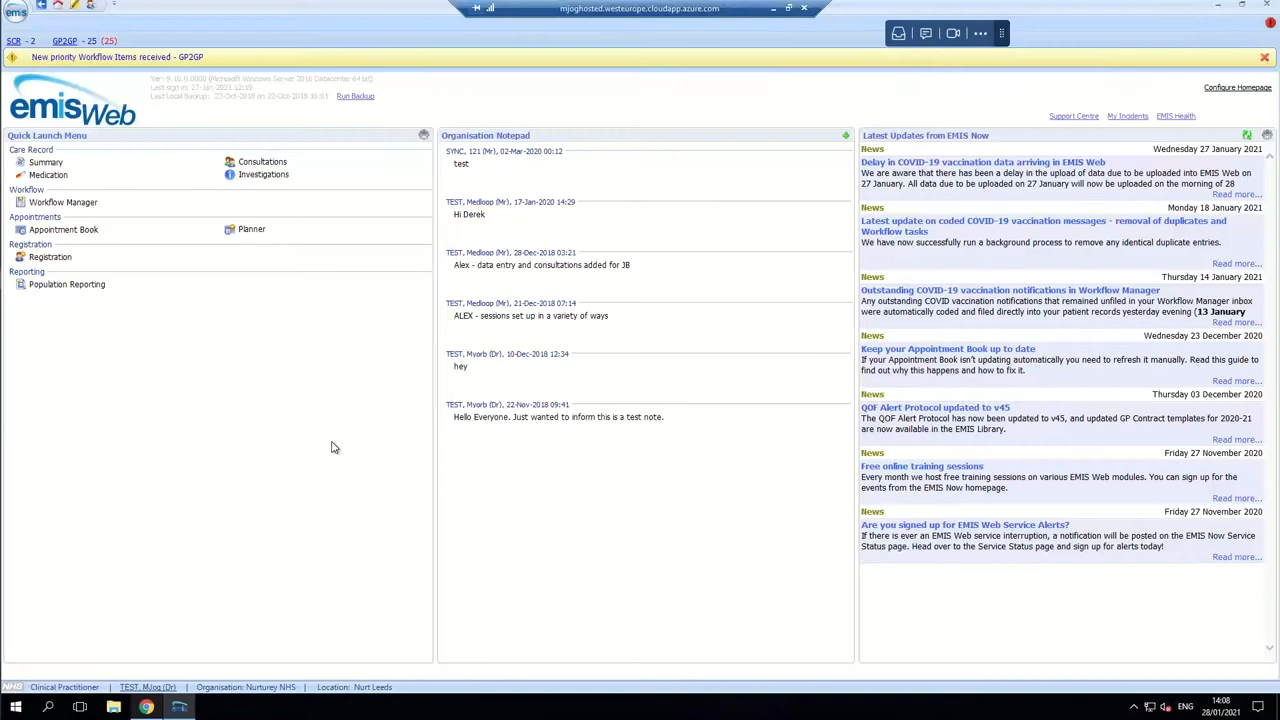 mjoghosted.westeurope.cloudapp.azure.com
emis
SCR - 2 GP2GP - 25 (25)
New priority Workflow Items received - GP2GP
emisWeb
Last sign in: 27-Jan-2021 12:19
Run Backup
Configure Homepage
Support Centre My Incidents EMIS Health
Quick Launch Menu
Care Record
Summary Consultations
Medication Investigations
Workflow
Workflow Manager
Appointments
Appointment Book Planner
Registration
Registration
Reporting
Population Reporting
Organisation Notepad
SYNC, 121 (Mr), 02-Mar-2020 00:12
test
TEST, Medloop (Mr), 17-Jan-2020 14:29
Hi Derek
TEST, Medloop (Mr), 28-Dec-2018 03:21
Alex - data entry and consultations added for JB
TEST, Medloop (Mr), 21-Dec-2018 07:14
ALEX - sessions set up in a variety of ways
TEST, Myorb (Dr), 10-Dec-2018 12:34
hey
TEST, Myorb (Dr), 22-Nov-2018 09:41
Hello Everyone. Just wanted to inform this is a test note.
Latest Updates from EMIS Now
News Wednesday 27 January 2021
Delay in COVID-19 vaccination data arriving in EMIS Web
We are aware that there has been a delay in the upload of data due to be uploaded into EMIS Web on
27 January. All data due to be uploaded on 27 January will now be uploaded on the morning of 28
Read more...
News Monday 18 January 2021
Latest update on coded COVID-19 vaccination messages - removal of duplicates and
Workflow tasks
We have now successfully run a background process to remove any identical duplicate entries.
Read more...
News Thursday 14 January 2021
Outstanding COVID-19 vaccination notifications in Workflow Manager
Any outstanding COVID vaccination notifications that remained unfiled in your Workflow Manager inbox
were automatically coded and filed directly into your patient records yesterday evening (13 January
Read more...
News Wednesday 23 December 2020
Keep your Appointment Book up to date
If your Appointment Book isn't updating automatically you need to refresh it manually. Read this guide to
find out why this happens and how to fix it.
Read more...
News Thursday 03 December 2020
QOF Alert Protocol updated to v45
The QOF Alert Protocol has now been updated to v45, and updated GP Contract templates for 2020-21
are now available in the EMIS Library.
Read more...
News Friday 27 November 2020
Free online training sessions
Every month we host free training sessions on various EMIS Web modules. You can sign up for the
events from the EMIS Now homepage.
Read more...
News Friday 27 November 2020
Are you signed up for EMIS Web Service Alerts?
If there is ever an EMIS Web service interruption, a notification will be posted on the EMIS Now Service
Status page. Head over to the Service Status page and sign up for alerts today!
Read more...
NHS Clinical Practitioner TEST, MJog (Dr) Organisation: Nurturey NHS Location: Nurt Leeds
ENG 14:08
28/01/2021